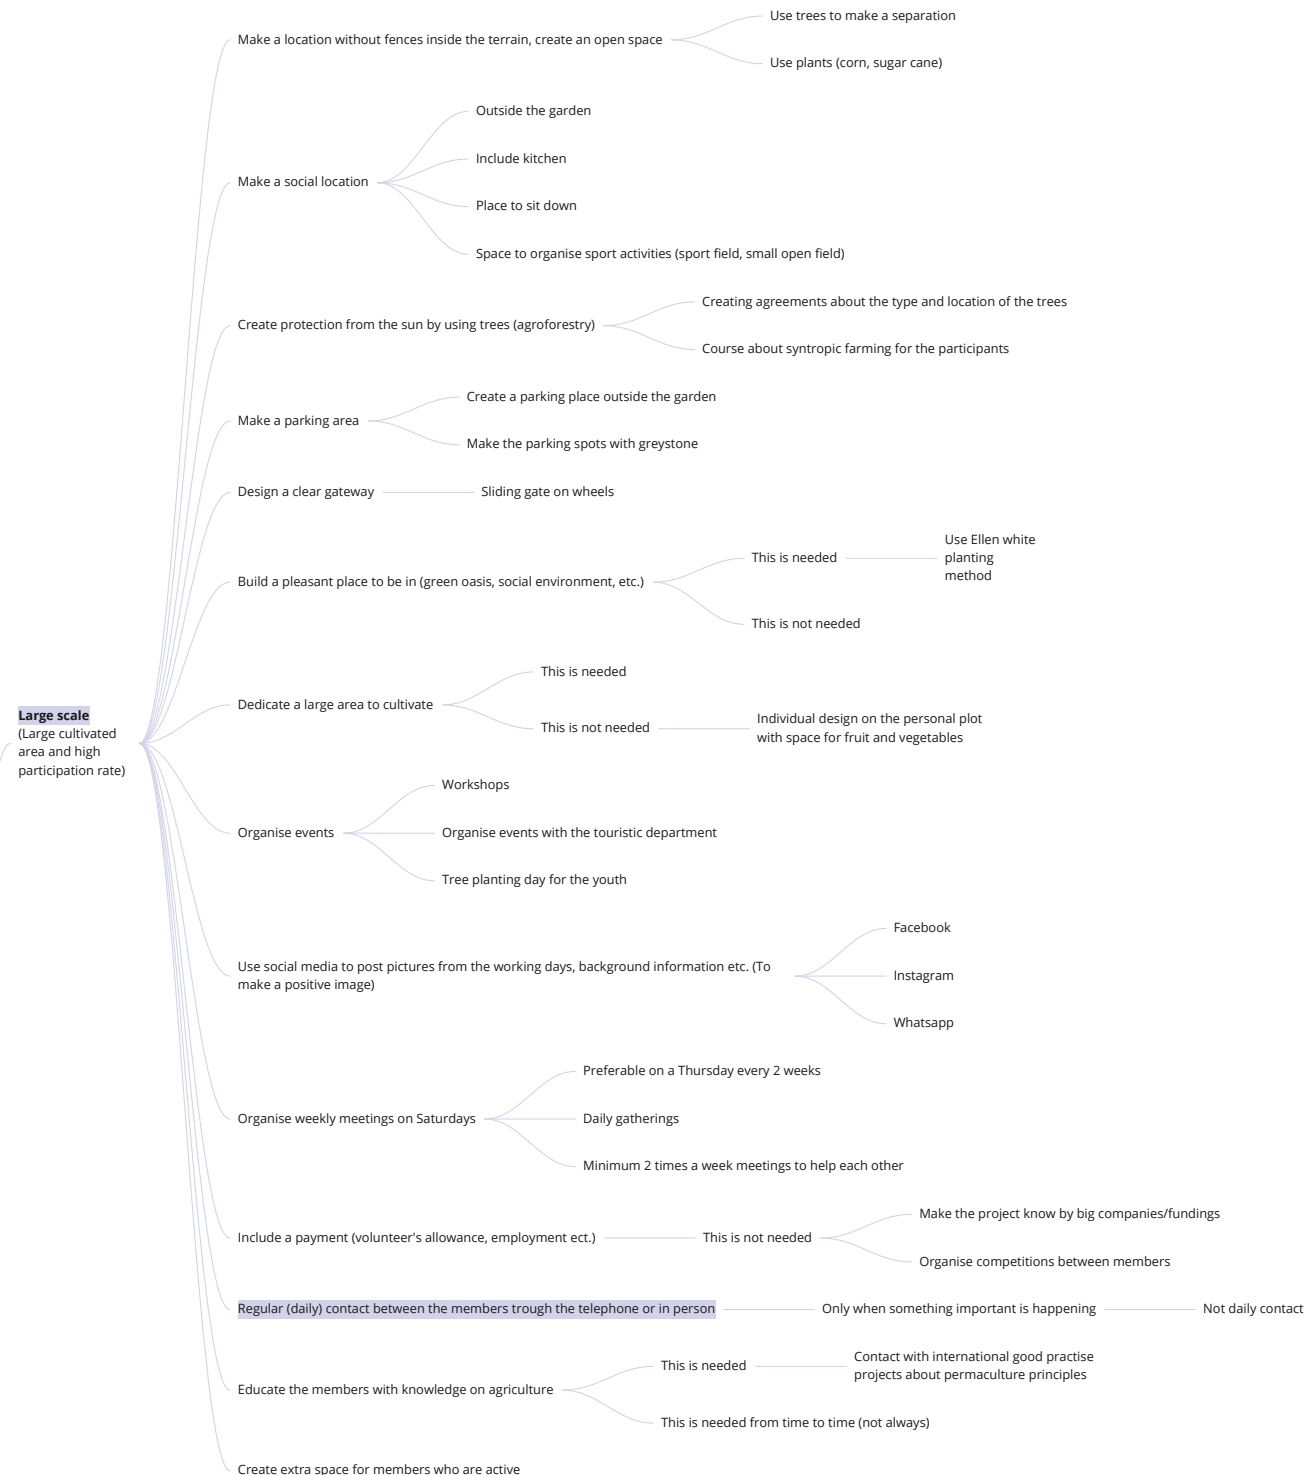 Use trees to make a separation
Make a location without fences inside the terrain, create an open space
Use plants (corn, sugar cane)
Outside the garden
Include kitchen
Make a social location
Place to sit down
Space to organise sport activities (sport field, small open field)
Creating agreements about the type and location of the trees
Create protection from the sun by using trees (agroforestry)
Course about syntropic farming for the participants
Create a parking place outside the garden
Make a parking area
Make the parking spots with greystone
Design a clear gateway
Sliding gate on wheels
Use Ellen white
planting
method
This is needed
Build a pleasant place to be in (green oasis, social environment, etc.)
This is not needed
This is needed
Dedicate a large area to cultivate
This is not needed
Individual design on the personal plot
with space for fruit and vegetables
Large scale
(Large cultivated
area and high
participation rate)
Workshops
Organise events
Organise events with the touristic department
Tree planting day for the youth
Facebook
Use social media to post pictures from the working days, background information etc. (To
make a positive image)
Instagram
Whatsapp
Preferable on a Thursday every 2 weeks
Organise weekly meetings on Saturdays
Daily gatherings
Minimum 2 times a week meetings to help each other
Make the project know by big companies/fundings
Include a payment (volunteer's allowance, employment ect.)
This is not needed
Organise competitions between members
Regular (daily) contact between the members trough the telephone or in person
Only when something important is happening
Not daily contact
Contact with international good practise
projects about permaculture principles
This is needed
Educate the members with knowledge on agriculture
This is needed from time to time (not always)
Create extra space for members who are active